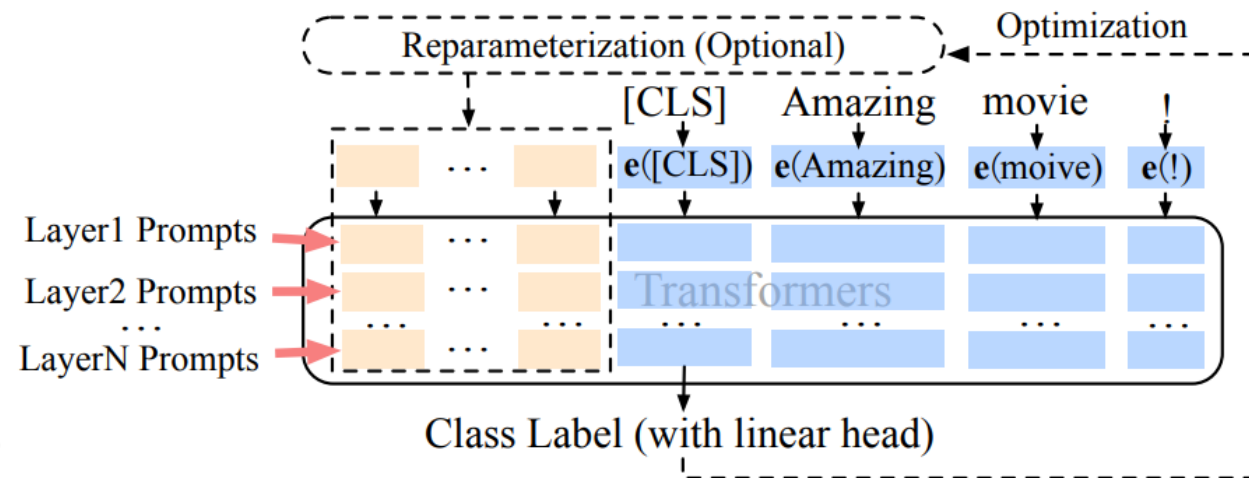 Optimization
Reparameterization (Optional)
[CLS] Amazing movie !
... e([CLS]) e(Amazing) e(moive) e(!)
Layer1 Prompts ...
Layer2 Prompts ... Transformers
... ... ... ... ... ... ...
LayerN Prompts ...
Class Label (with linear head)